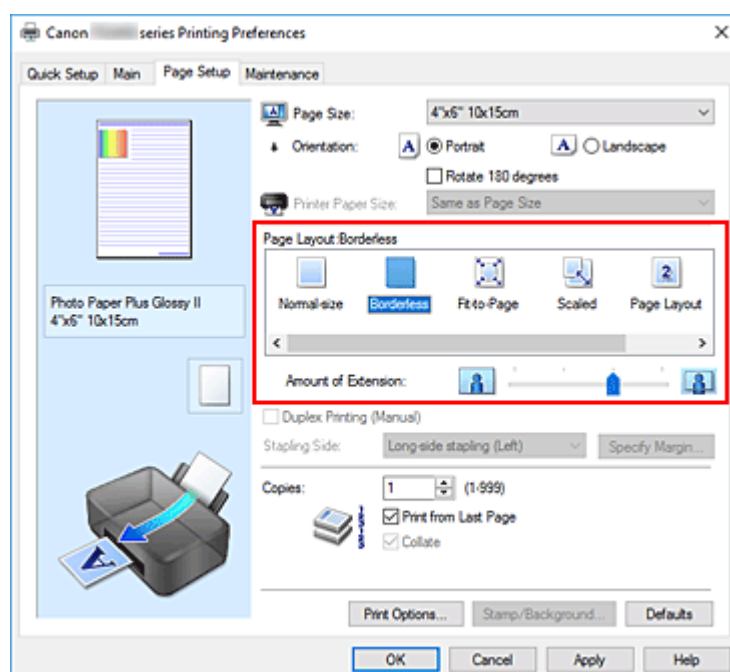 Canon series Printing Preferences
Quick Setup Main Page Setup Maintenance
Page Size: 4"x6" 10x15cm
Orientation: A Portrait A Landscape
Rotate 180 degrees
Printer Paper Size: Same as Page Size
Page Layout:Borderless
2
Normal-size Borderless Fit-to-Page Scaled Page Layout
Photo Paper Plus Glossy II
4"x6" 10x15cm
Amount of Extension:
Duplex Printing (Manual)
Stapling Side: Long-side stapling (Left) Specify Margin...
Copies: 1 (1-999)
Print from Last Page
Collate
A
Print Options... Stamp/Background... Defaults
OK Cancel Apply Help